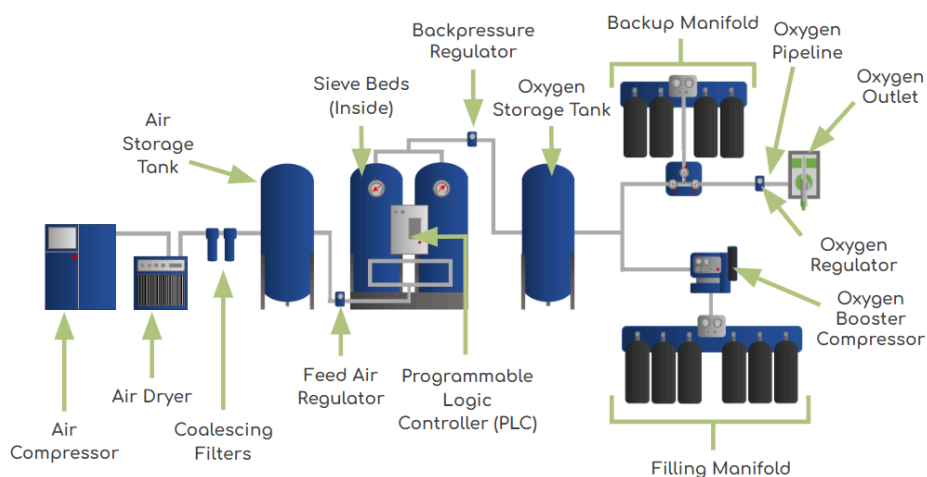 Backup Manifold
Oxygen
Pipeline
Oxygen
Outlet
Backpressure
Regulator
Sieve Beds
(Inside)
Oxygen
Storage Tank
Air
Storage
Tank
Oxygen
Regulator
Oxygen
Booster
Compressor
Feed Air
Regulator
Programmable
Logic
Controller (PLC)
Air Dryer
Coalescing
Filters
Air
Compressor
Filling Manifold